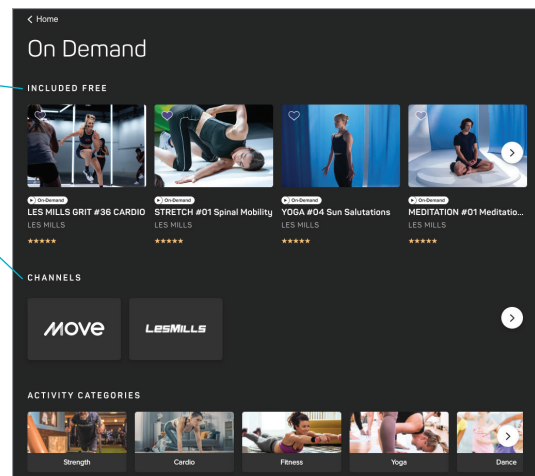 Home
On Demand
INCLUDED FREE
On-Demand
On-Demand
On-Demand
On-Demand
LES MILLS GRIT #36 CARDIO
STRETCH #01 Spinal Mobility
YOGA #04 Sun Salutations
MEDITATION #01 Meditatio...
LES MILLS
LES MILLS
LES MILLS
LES MILLS
CHANNELS
MOVE
LESMILLS
ACTIVITY CATEGORIES
Strength
Cardio
Fitness
Yoga
Dance